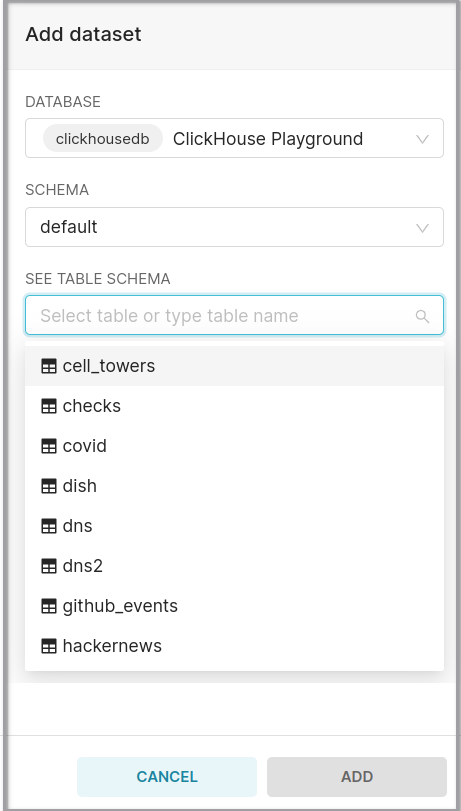 Add dataset
DATABASE
clickhousedb ClickHouse Playground
SCHEMA
default
SEE TABLE SCHEMA
Select table or type table name
cell_towers
checks
covid
dish
dns
dns2
github_events
hackernews
CANCEL ADD